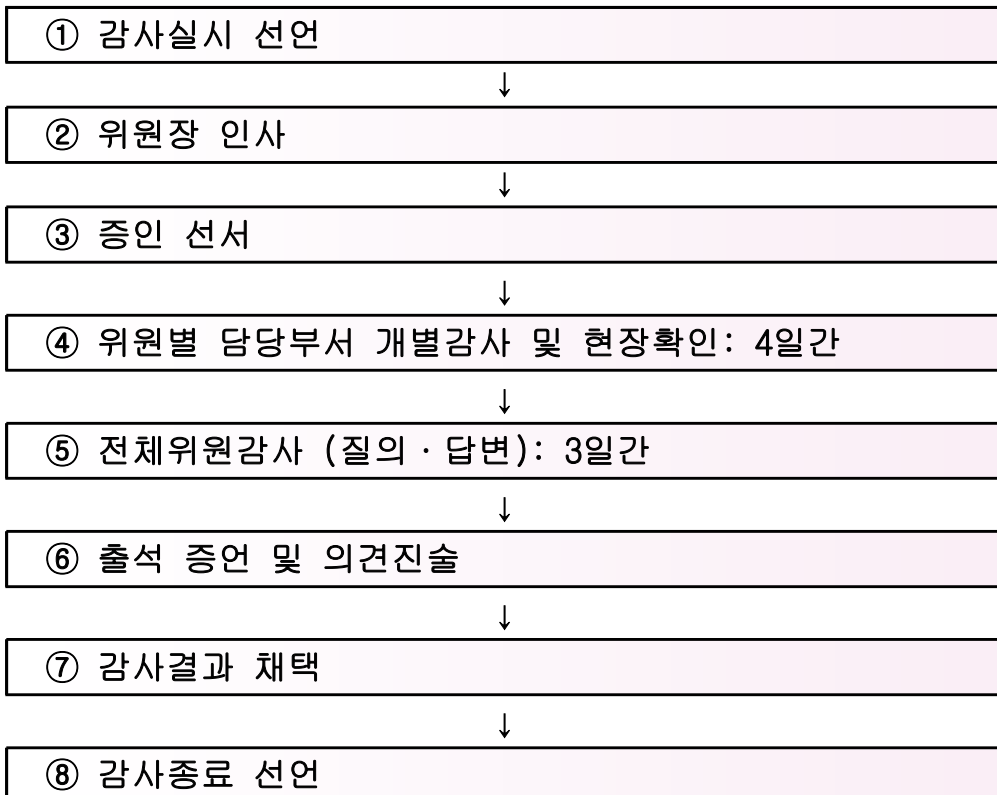 ① 감사실시 선언
↓
② 위원장 인사
↓
③ 증인 선서
↓
④ 위원별 담당부서 개별감사 및 현장확인: 4일간
↓
⑤ 전체위원감사 (질의 · 답변): 3일간
↓
⑥ 출석 증언 및 의견진술
↓
⑦ 감사결과 채택
↓
⑧ 감사종료 선언